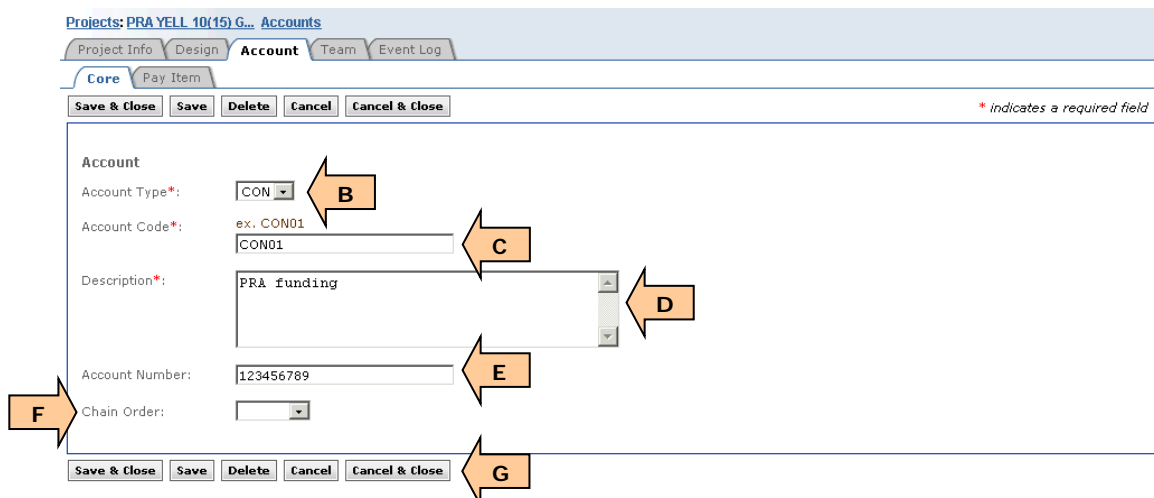 Projects: PRA YELL 10(15) G... Accounts
Project Info Design Account Team Event Log
Core Pay Item
Save & Close Save Delete Cancel Cancel & Close * indicates a required field
Account
Account Type*: CON B
ex. CON01
Account Code*: CON01 C
Description*: PRA funding D
Account Number: 123456789 E
F Chain Order:
Save & Close Save Delete Cancel Cancel & Close G